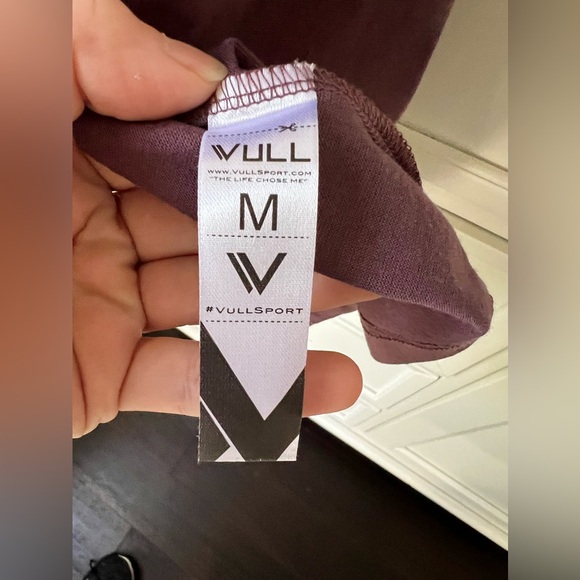 VULL
www.VullSport.com
"The Life Chose Me"
M
#VullSport